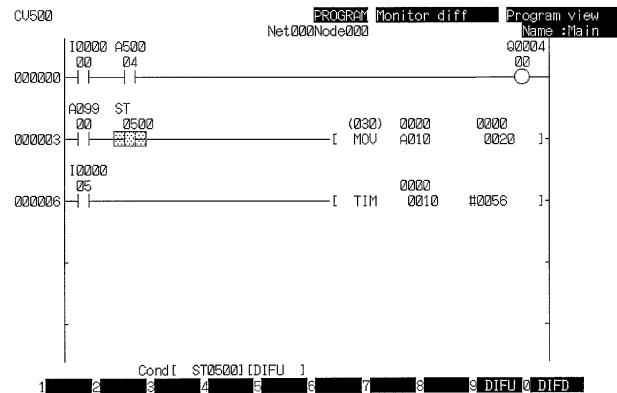 CV500 PROGRAM Monitor diff Program view
Net000Node000 Name :Main
I0000 A500 Q0004
00 04 00
000000
A099 ST
00 0500 (030) 0000 0000
000003 [ MOV A010 0020 ]
I0000
05 0000
000006 [ TIM 0010 #0056 ]
Cond[ ST0500][DIFU ]
1 2 3 4 5 6 7 8 9 DIFU 0 DIFD